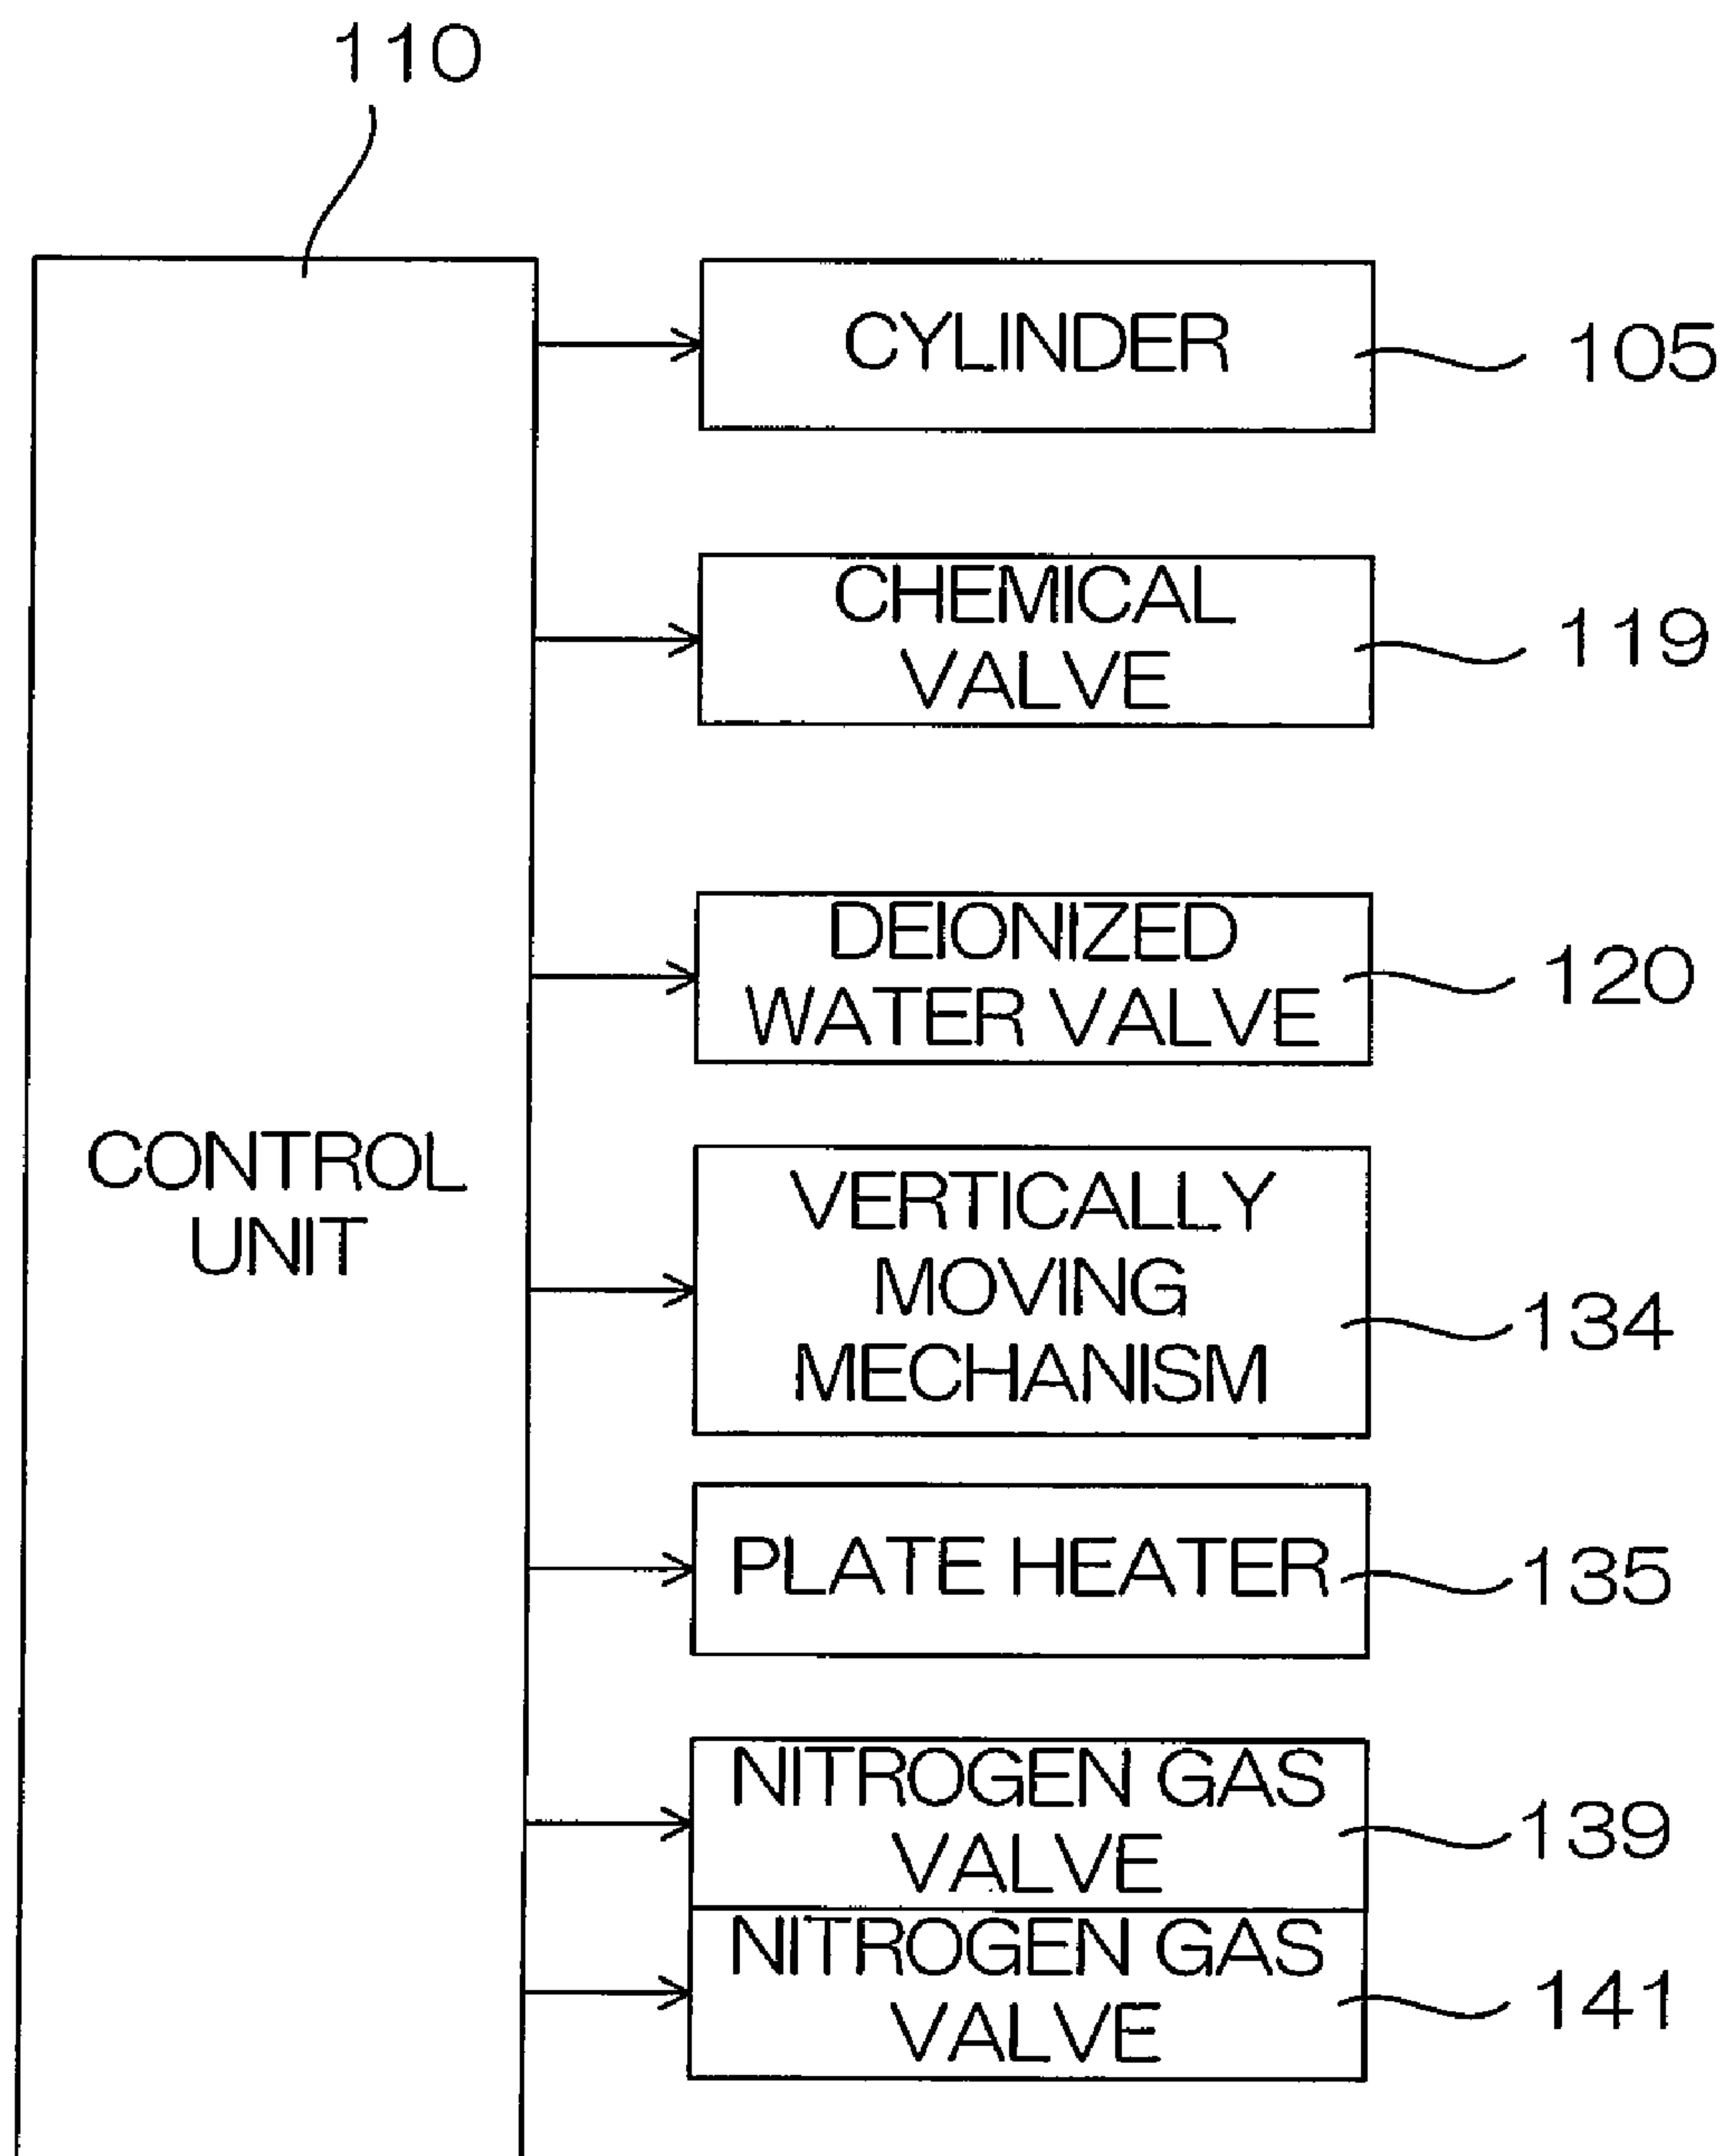 110
CYLINDER
105
CHEMICAL
VALVE
119
DEIONIZED
WATER VALVE
120
CONTROL
UNIT
VERTICALLY
MOVING
MECHANISM
134
PLATE HEATER
135
NITROGEN GAS
VALVE
139
NITROGEN GAS
VALVE
141